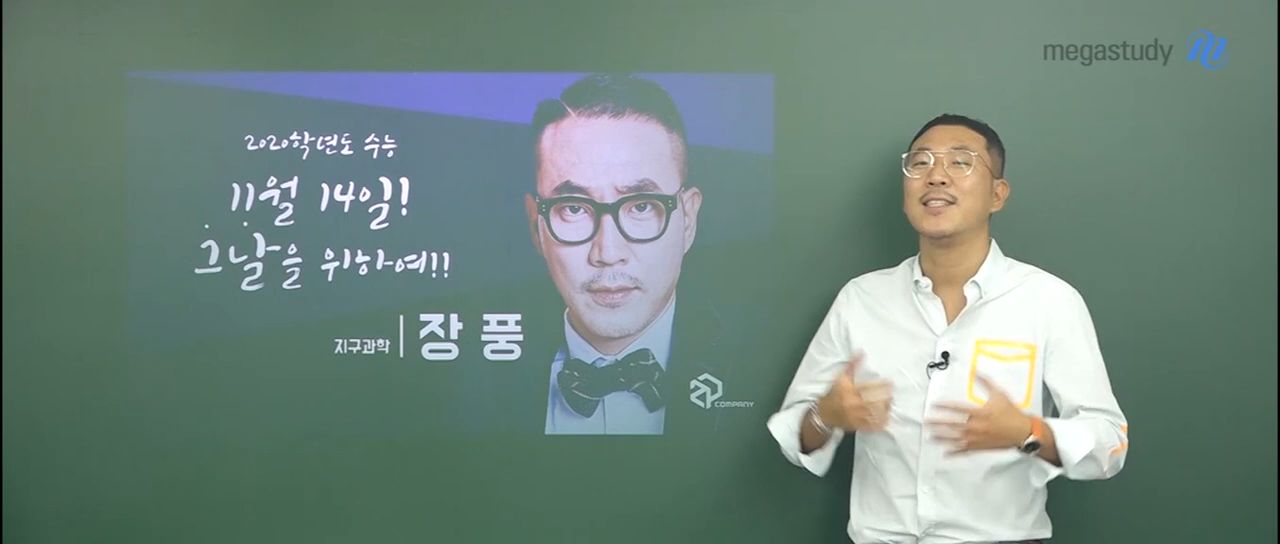 megastudy
2020학년도 수능
11월 14일!
그날을 위하여!!
지구과학 | 장풍
ZP COMPANY